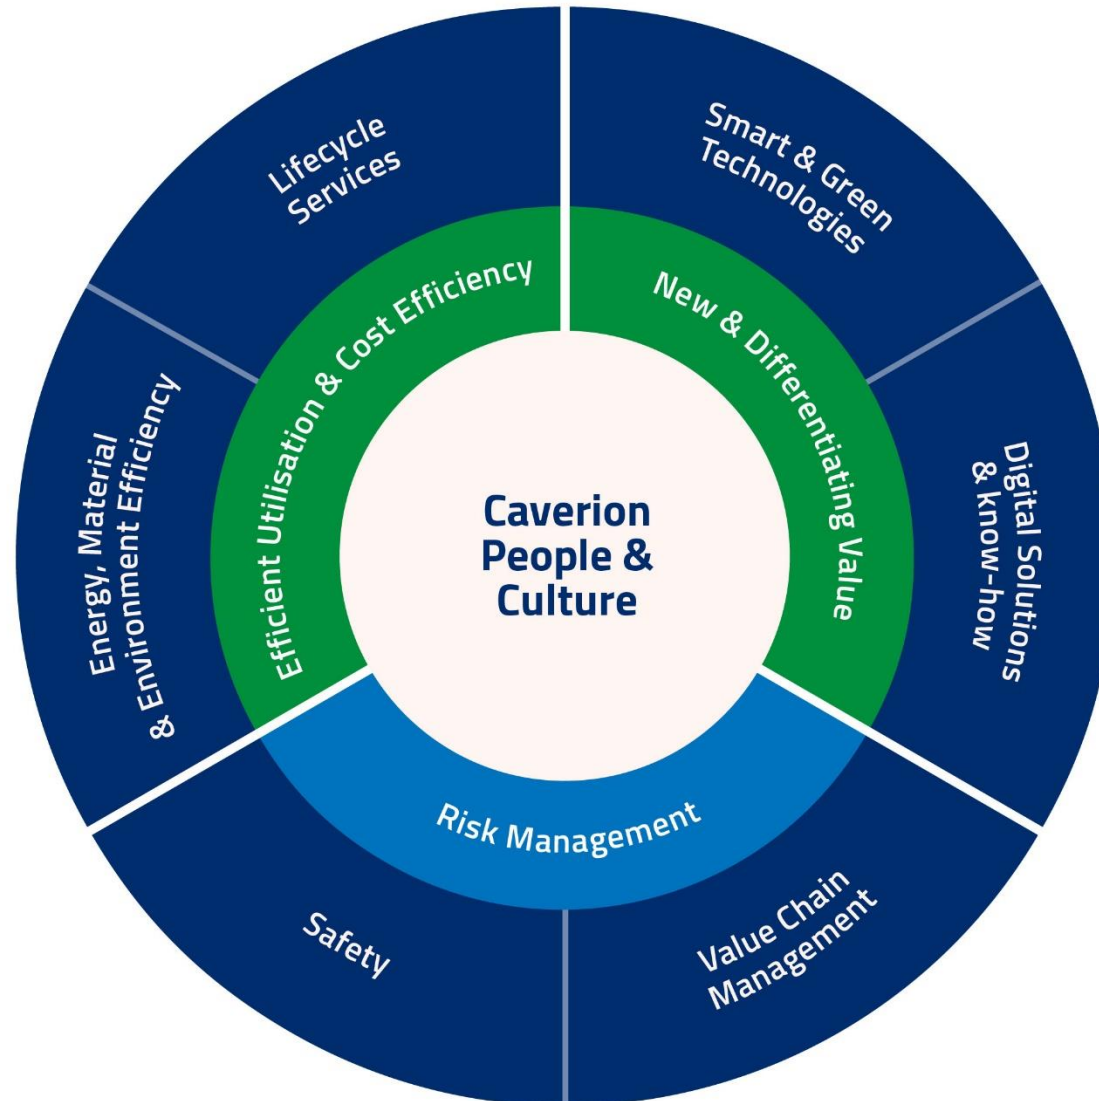 Lifecycle
Services
Smart & Green
Technologies
Efficient Utilisation & Cost Efficiency
New & Differentiating Value
Energy, Material
& Environment Efficiency
Caverion
People &
Culture
Digital Solutions
& know-how
Risk Management
Safety
Value Chain
Management